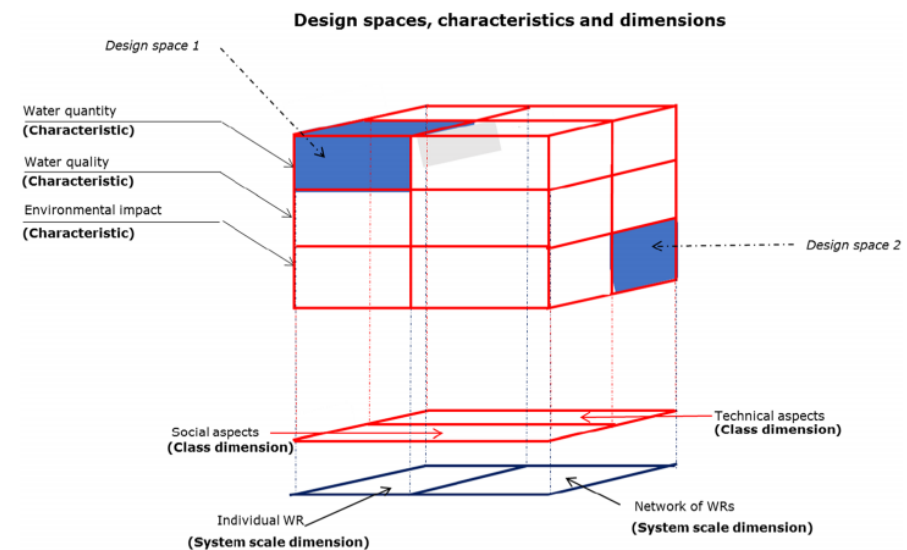 Design spaces, characteristics and dimensions
Design space 1
Water quantity
(Characteristic)
Water quality
(Characteristic)
Environmental impact
(Characteristic)
Design space 2
Technical aspects
(Class dimension)
Social aspects
(Class dimension)
Network of WRs
(System scale dimension)
Individual WR
(System scale dimension)